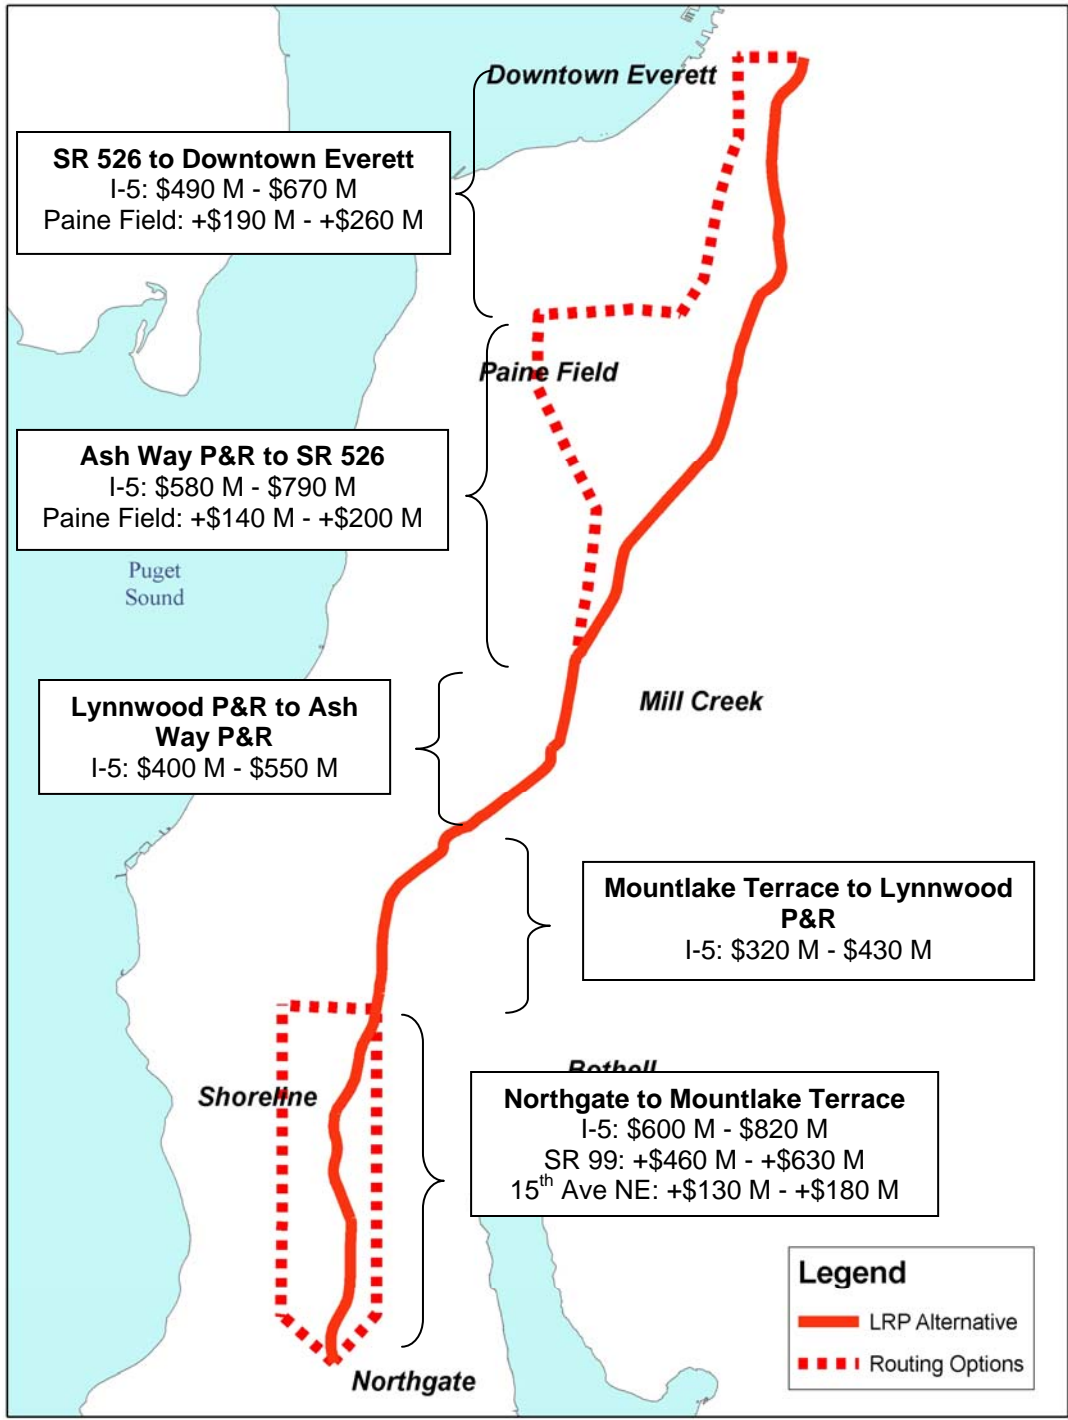 Downtown Everett
SR 526 to Downtown Everett
I-5: $490 M - $670 M
Paine Field: +$190 M - +$260 M
Paine Field
Ash Way P&R to SR 526
I-5: $580 M - $790 M
Paine Field: +$140 M - +$200 M
Puget
Sound
Lynnwood P&R to Ash
Way P&R
I-5: $400 M - $550 M
Mill Creek
Mountlake Terrace to Lynnwood
P&R
I-5: $320 M - $430 M
Bothell
Shoreline
Northgate to Mountlake Terrace
I-5: $600 M - $820 M
SR 99: +$460 M - +$630 M
15th Ave NE: +$130 M - +$180 M
Legend
LRP Alternative
Routing Options
Northgate